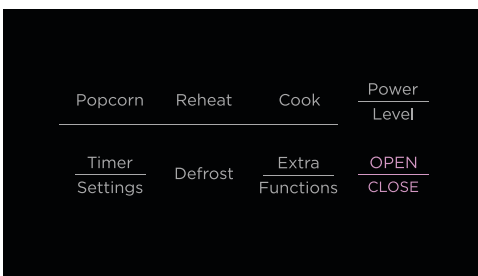 Popcorn Reheat Cook Power
Level
Timer Defrost Extra OPEN
Settings Functions CLOSE